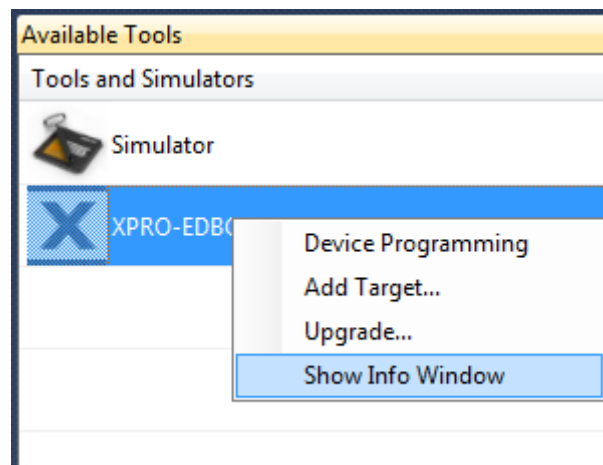 Available Tools
Tools and Simulators
Simulator
XPRO-EDBG
Device Programming
Add Target...
Upgrade...
Show Info Window